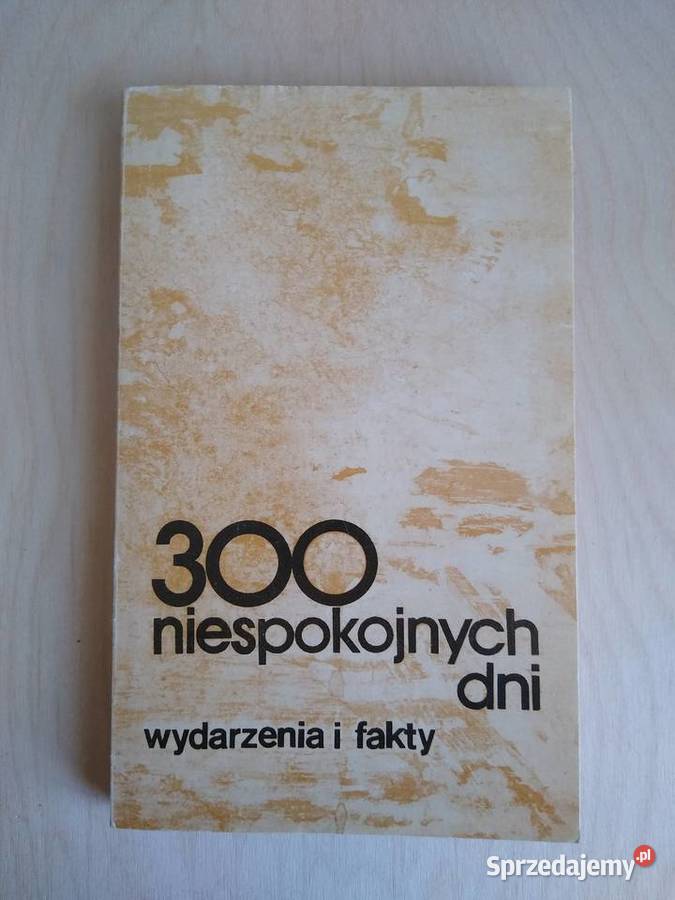 300
niespokojnych
dni
wydarzenia i fakty
Sprzedajemy.pl